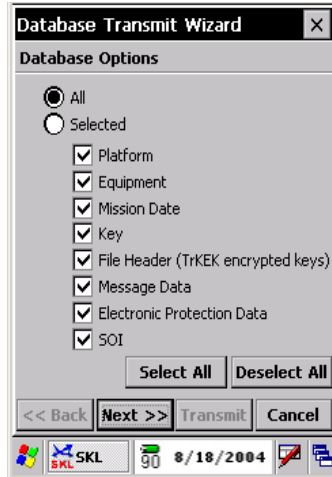 Database Transmit Wizard X
Database Options
All
Selected
Platform
Equipment
Mission Date
Key
File Header (TrKEK encrypted keys)
Message Data
Electronic Protection Data
SOI
Select All Deselect All
<< Back Next >> Transmit Cancel
SKL SKL 90 8/18/2004